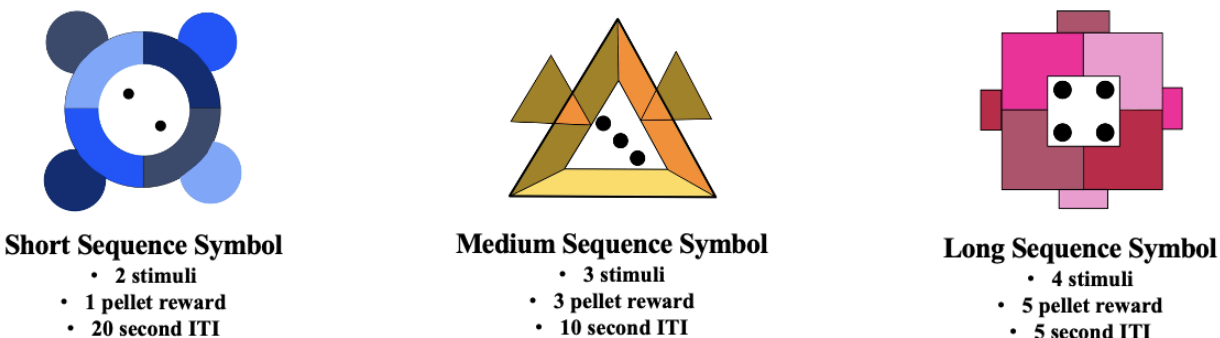 Short Sequence Symbol
• 2 stimuli
• 1 pellet reward
• 20 second ITI
Medium Sequence Symbol
• 3 stimuli
• 3 pellet reward
• 10 second ITI
Long Sequence Symbol
• 4 stimuli
• 5 pellet reward
• 5 second ITI